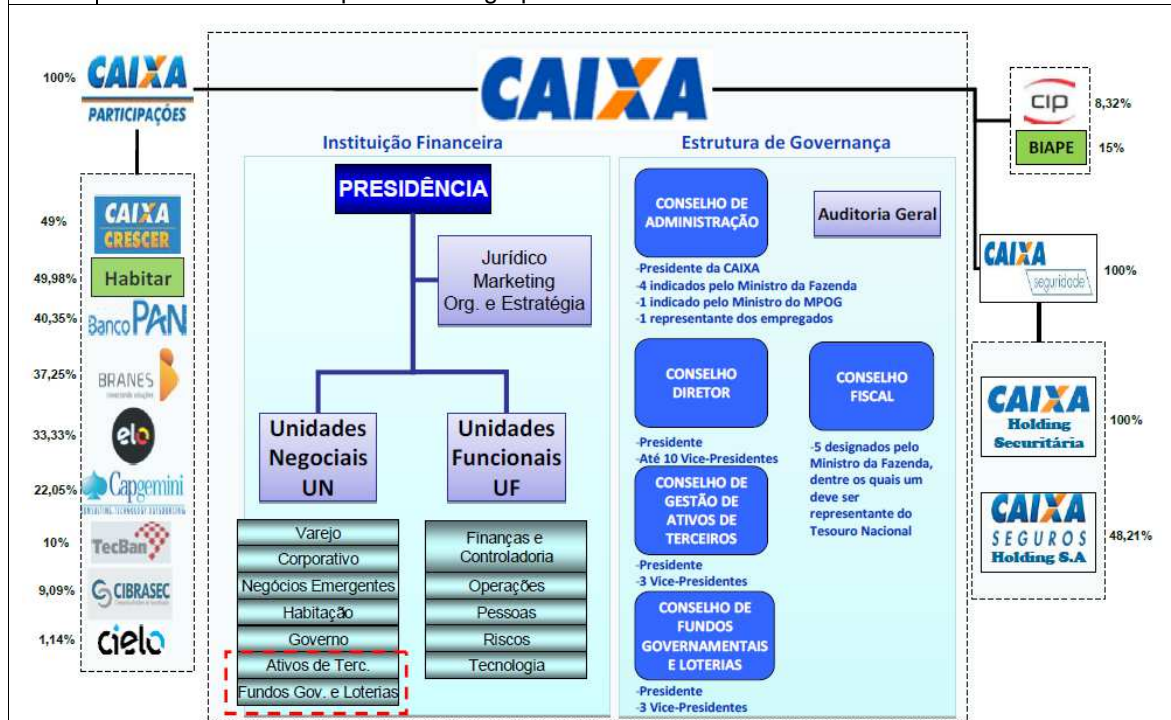 100%
CAIXA
PARTICIPAÇÕES
49%
CAIXA
CRESCER
49,98%
Habitar
40,35%
Banco PAN
37,25%
BRANES
33,33%
elo
22,05%
Capgemini
CONSULTING.TECHNOLOGY.OUTSOURCING
10%
TecBan
9,09%
CIBRASEC
1,14%
cielo
CAIXA
Instituição Financeira
PRESIDÊNCIA
Jurídico
Marketing
Org. e Estratégia
Unidades
Negociais
UN
Unidades
Funcionais
UF
Varejo
Corporativo
Negócios Emergentes
Habitação
Governo
Ativos de Terc.
Fundos Gov. e Loterias
Finanças e
Controladoria
Operações
Pessoas
Riscos
Tecnologia
Estrutura de Governança
CONSELHO DE
ADMINISTRAÇÃO
Auditoria Geral
-Presidente da CAIXA
-4 indicados pelo Ministro da Fazenda
-1 indicado pelo Ministro do MPOG
-1 representante dos empregados
CONSELHO
DIRETOR
-Presidente
-Até 10 Vice-Presidentes
CONSELHO
FISCAL
-5 designados pelo
Ministro da Fazenda,
dentre os quais um
deve ser
representante do
Tesouro Nacional
CONSELHO DE
GESTÃO DE
ATIVOS DE
TERCEIROS
-Presidente
-3 Vice-Presidentes
CONSELHO DE
FUNDOS
GOVERNAMENTAIS
E LOTERIAS
-Presidente
-3 Vice-Presidentes
CIP
8,32%
BIAPE
15%
CAIXA
seguridade
100%
CAIXA
Holding
Securitária
100%
CAIXA
SEGUROS
Holding S.A
48,21%